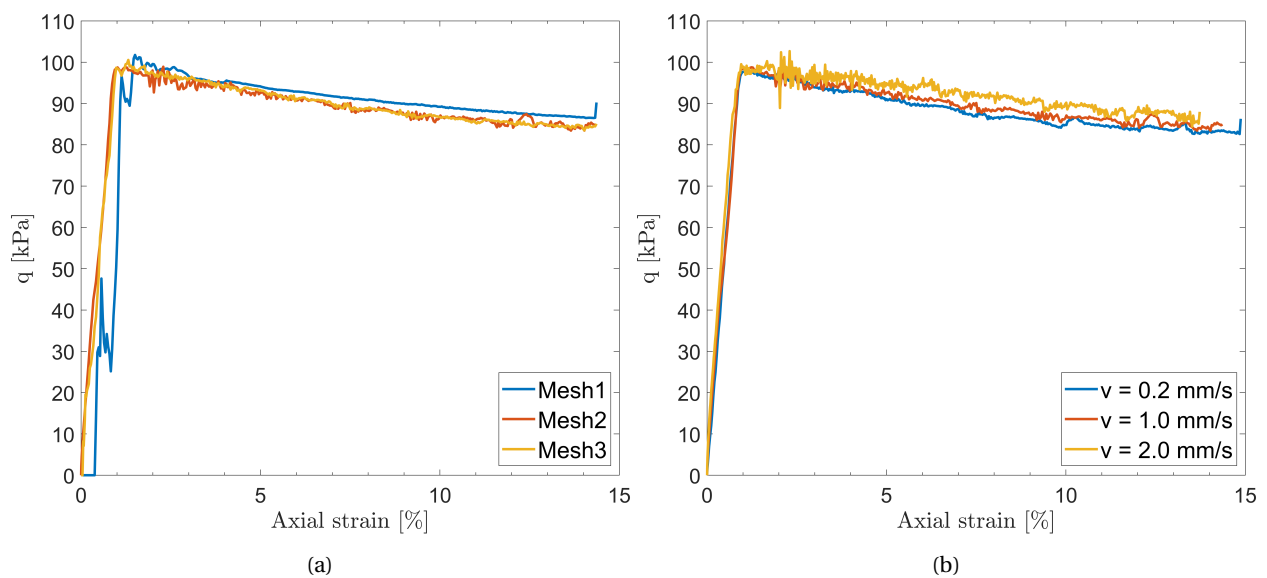 110
100
90
80
70
60
50
40
30
20
10
0
q [kPa]
0 5 10 15
Axial strain [%]
Mesh1
Mesh2
Mesh3
(a)
110
100
90
80
70
60
50
40
30
20
10
0
q [kPa]
0 5 10 15
Axial strain [%]
v = 0.2 mm/s
v = 1.0 mm/s
v = 2.0 mm/s
(b)